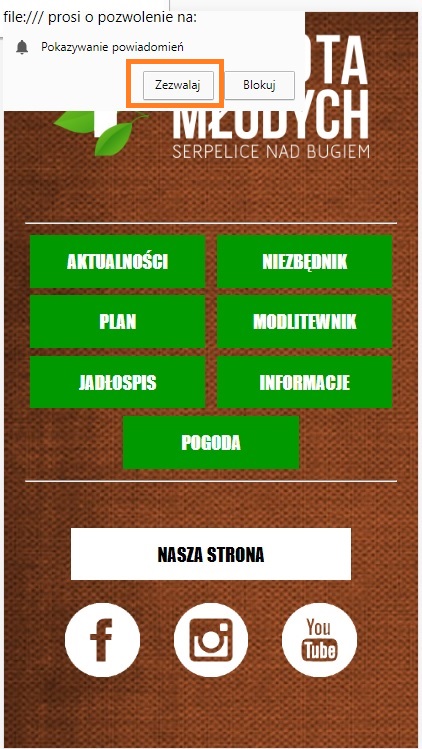 file:/// prosi o pozwolenie na:
Pokazywanie powiadomień
Zezwalaj Blokuj
OTA
MŁODYCH
SERPELICE NAD BUGIEM
AKTUALNOŚCI NIEZBĘDNIK
PLAN MODLITEWNIK
JADŁOSPIS INFORMACJE
POGODA
NASZA STRONA
You
Tube